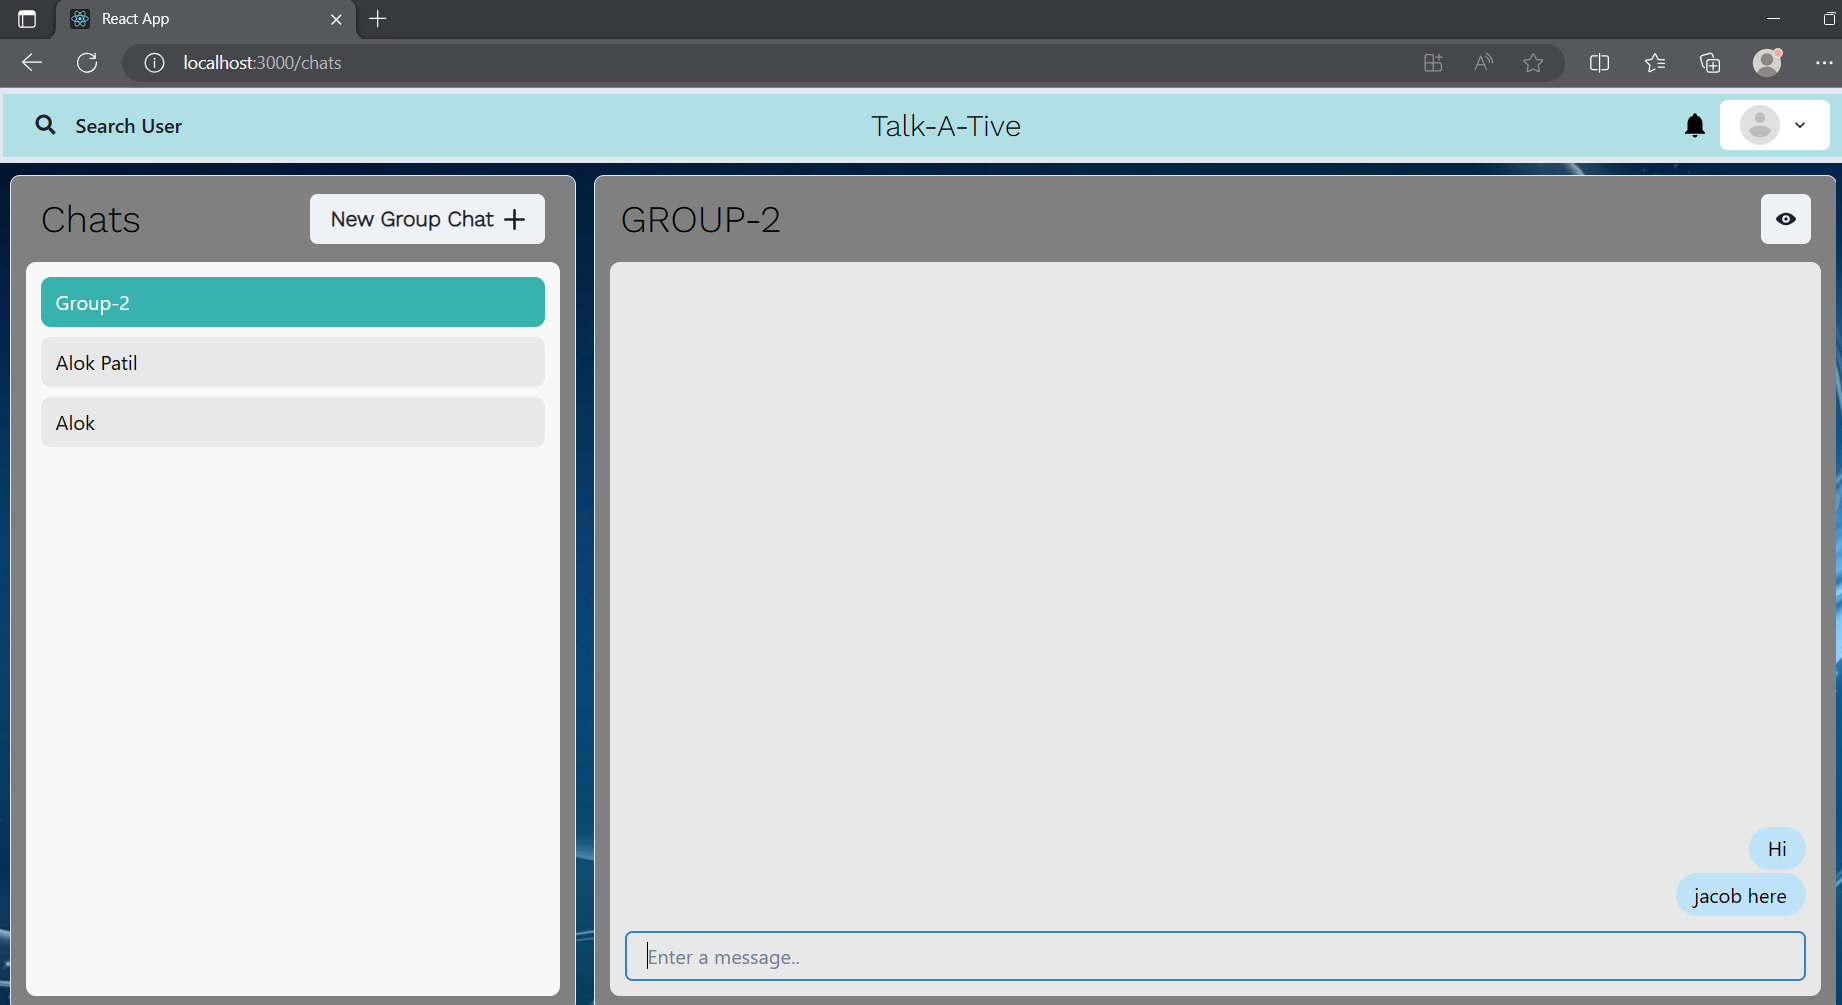 React App
localhost:3000/chats
Search User
Talk-A-Tive
Chats
New Group Chat +
Group-2
Alok Patil
Alok
GROUP-2
Hi
jacob here
Enter a message..